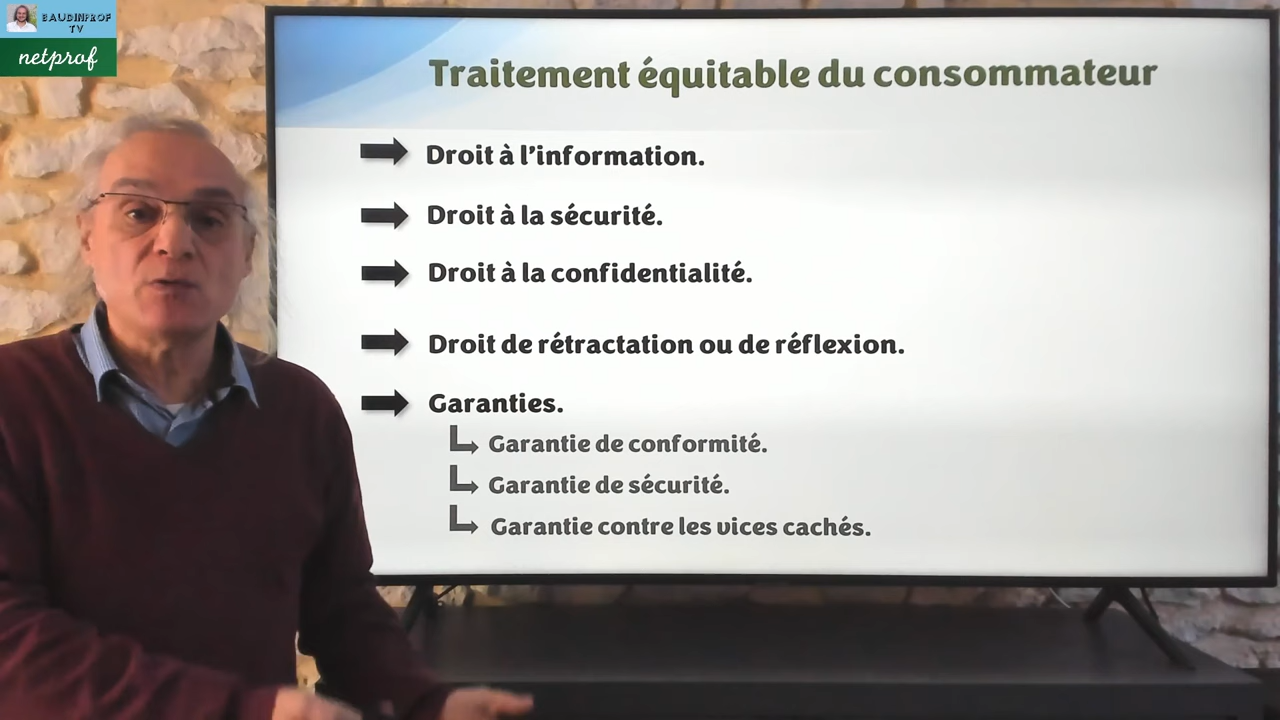 BAUDINPROF
TV
netprof
Traitement équitable du consommateur
Droit à l'information.
Droit à la sécurité.
Droit à la confidentialité.
Droit de rétractation ou de réflexion.
Garanties.
Garantie de conformité.
Garantie de sécurité.
Garantie contre les vices cachés.